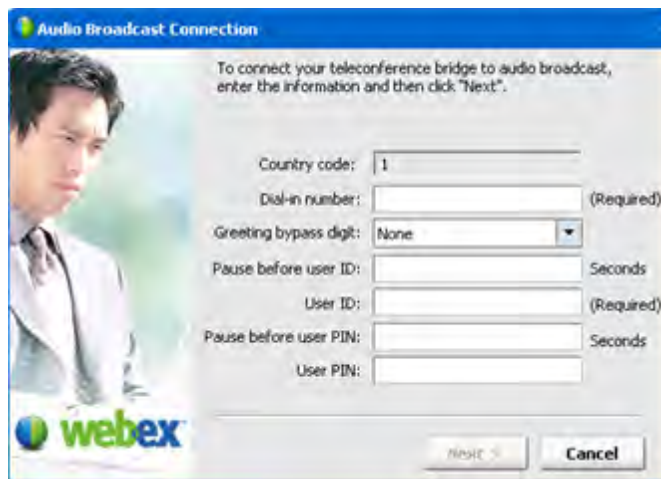 Audio Broadcast Connection
To connect your teleconference bridge to audio broadcast,
enter the information and then click "Next".
Country code: 1
Dial-in number: (Required)
Greeting bypass digit: None
Pause before user ID: Seconds
User ID: (Required)
Pause before user PIN: Seconds
User PIN:
webex
Next > Cancel